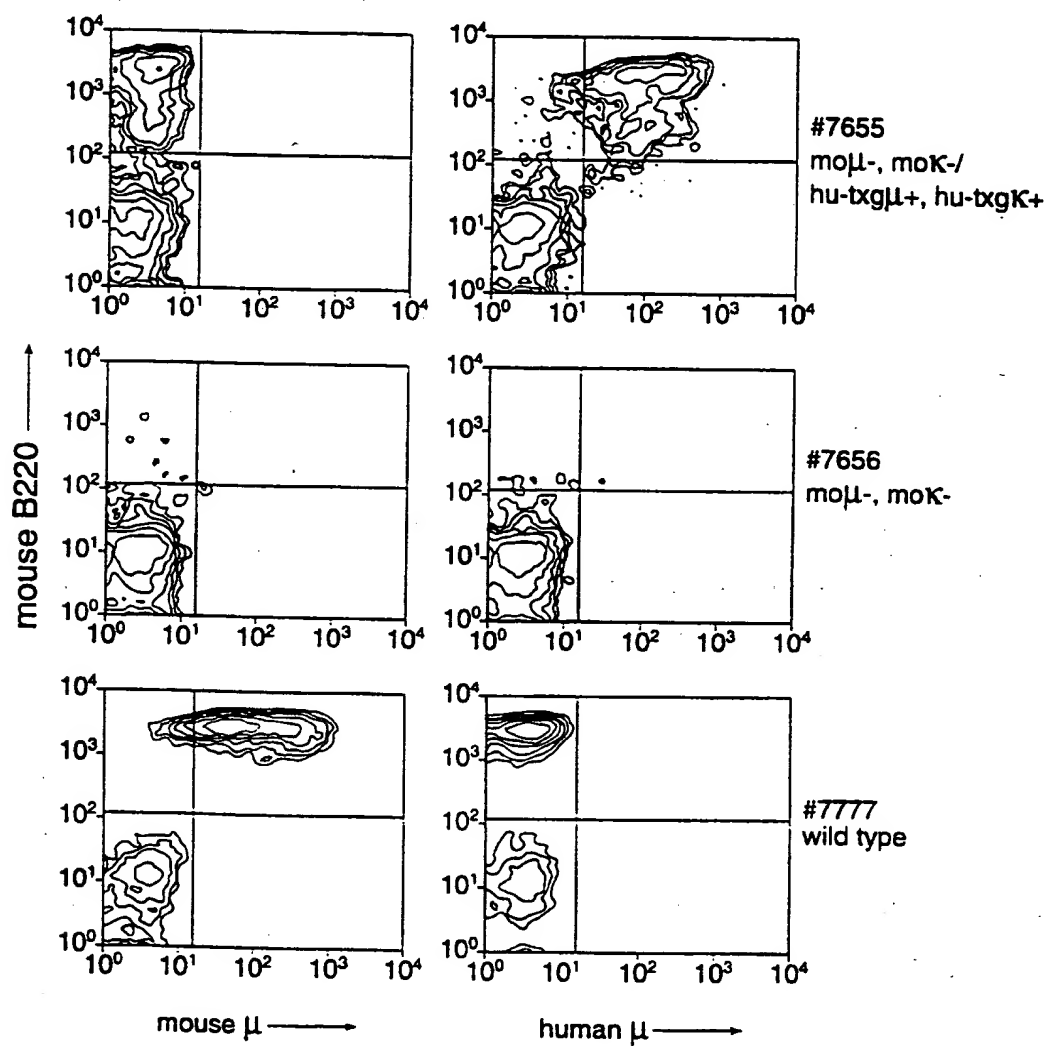 10⁴ 10³ 10² 10¹ 10⁰
10⁰ 10¹ 10² 10³ 10⁴
10⁴ 10³ 10² 10¹ 10⁰
10⁰ 10¹ 10² 10³ 10⁴
#7655
moμ-, moκ-/
hu-txgμ+, hu-txgκ+
10⁴ 10³ 10² 10¹ 10⁰
10⁰ 10¹ 10² 10³ 10⁴
10⁴ 10³ 10² 10¹ 10⁰
10⁰ 10¹ 10² 10³ 10⁴
#7656
moμ-, moκ-
mouse B220
10⁴ 10³ 10² 10¹ 10⁰
10⁰ 10¹ 10² 10³
10⁴ 10³ 10² 10¹ 10⁰
10⁰ 10¹ 10² 10³ 10⁴
#7777
wild type
mouse μ
human μ